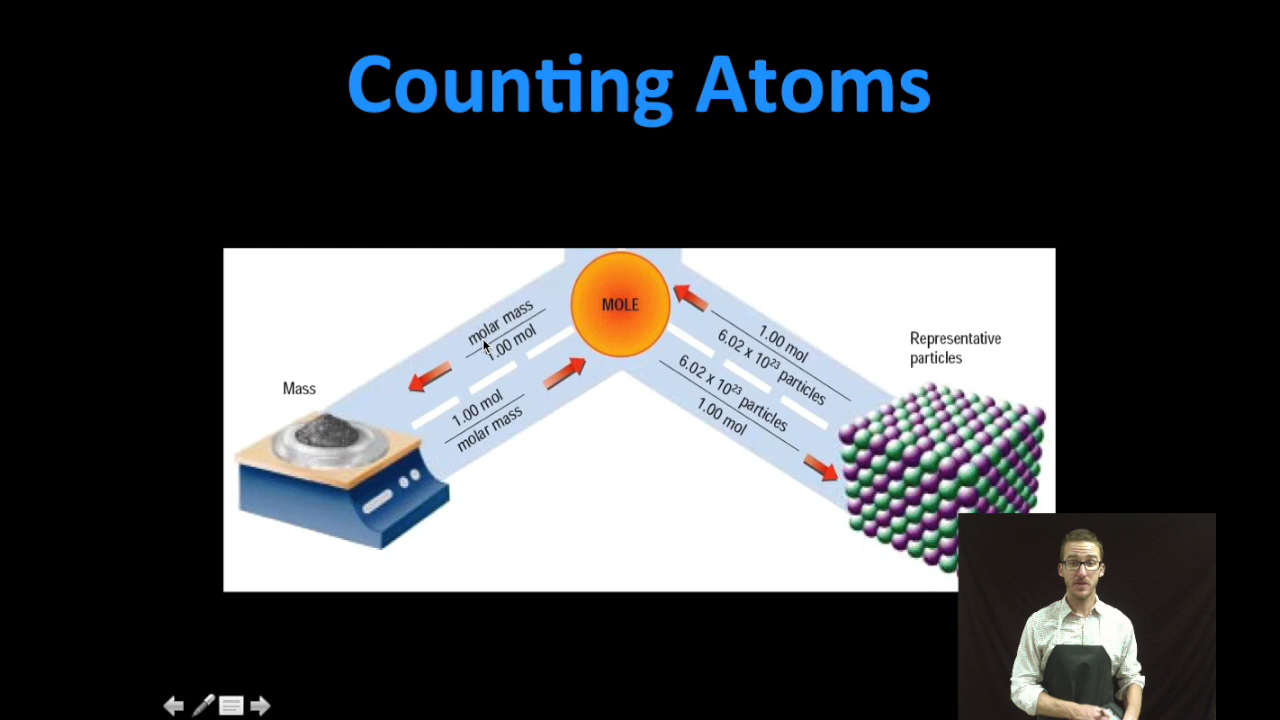 Counting Atoms
MOLE
molar mass
1.00 mol
1.00 mol
molar mass
Mass
1.00 mol
6.02 x 10²³ particles
6.02 x 10²³ particles
1.00 mol
Representative
particles